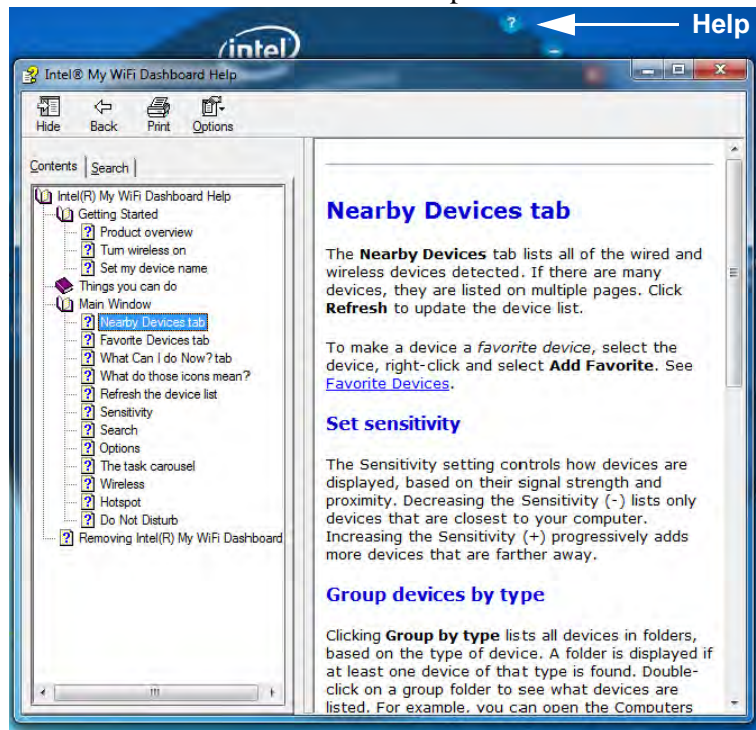 ? Help
(intel)
Intel® My WiFi Dashboard Help
Hide Back Print Options
Contents Search
Intel(R) My WiFi Dashboard Help
Getting Started
Product overview
Turn wireless on
Set my device name
Things you can do
Main Window
Nearby Devices tab
Favorite Devices tab
What Can I do Now? tab
What do those icons mean?
Refresh the device list
Sensitivity
Search
Options
The task carousel
Wireless
Hotspot
Do Not Disturb
Removing Intel(R) My WiFi Dashboard
Nearby Devices tab
The Nearby Devices tab lists all of the wired and
wireless devices detected. If there are many
devices, they are listed on multiple pages. Click
Refresh to update the device list.
To make a device a favorite device, select the
device, right-click and select Add Favorite. See
Favorite Devices.
Set sensitivity
The Sensitivity setting controls how devices are
displayed, based on their signal strength and
proximity. Decreasing the Sensitivity (-) lists only
devices that are closest to your computer.
Increasing the Sensitivity (+) progressively adds
more devices that are farther away.
Group devices by type
Clicking Group by type lists all devices in folders,
based on the type of device. A folder is displayed if
at least one device of that type is found. Double-
click on a group folder to see what devices are
listed. For example, you can open the Computers